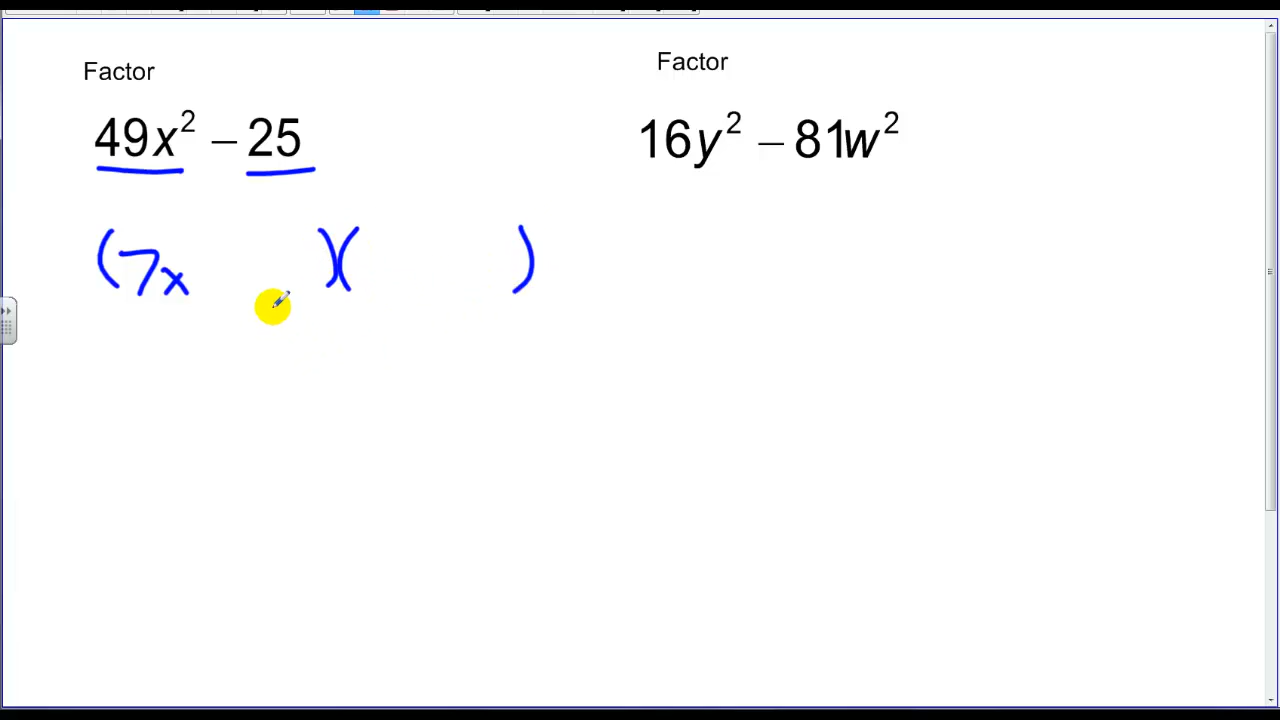 Factor
49x² – 25
(7x )( )
Factor
16y² – 81w²